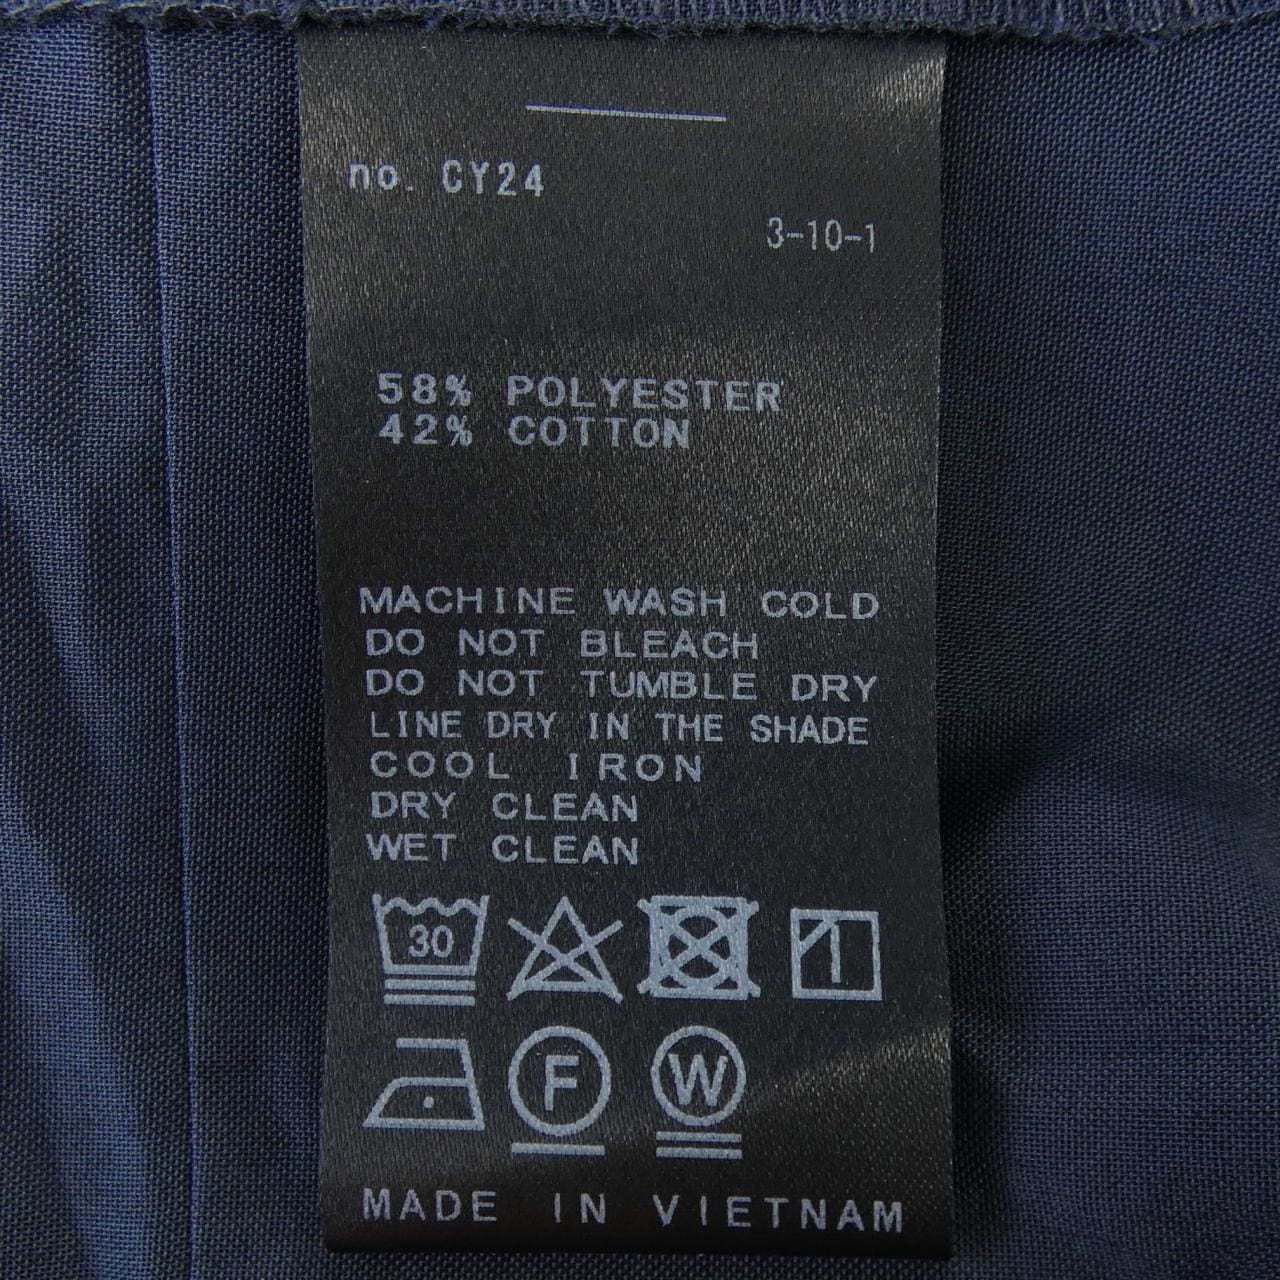 no. CY24
3-10-1
58% POLYESTER
42% COTTON
MACHINE WASH COLD
DO NOT BLEACH
DO NOT TUMBLE DRY
LINE DRY IN THE SHADE
COOL IRON
DRY CLEAN
WET CLEAN
30
F W
MADE IN VIETNAM